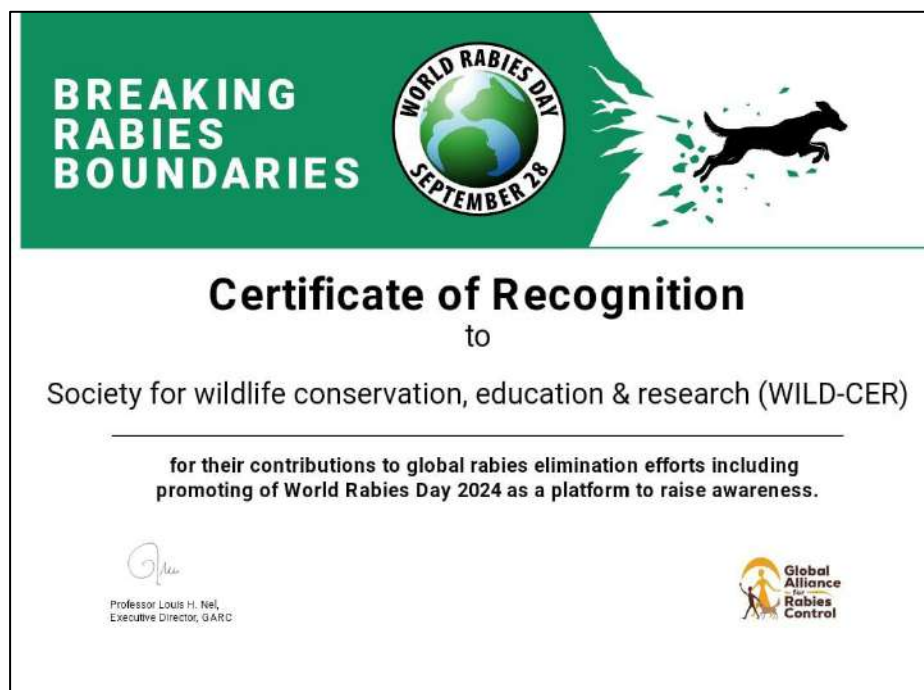 BREAKING
RABIES
BOUNDARIES
WORLD RABIES DAY
SEPTEMBER 28
Certificate of Recognition
to
Society for wildlife conservation, education & research (WILD-CER)
for their contributions to global rabies elimination efforts including
promoting of World Rabies Day 2024 as a platform to raise awareness.
Professor Louis H. Nel,
Executive Director, GARC
Global
Alliance
for
Rabies
Control